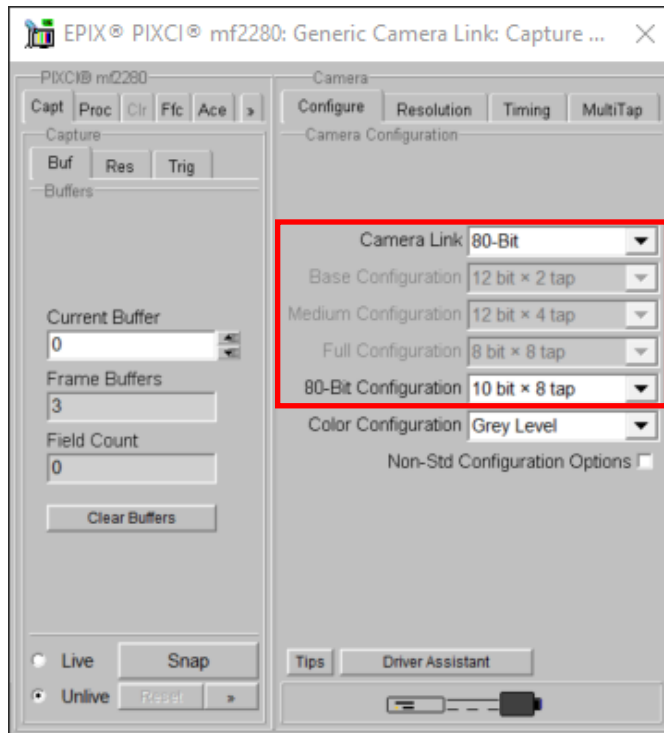 EPIX® PIXCI® mf2280: Generic Camera Link: Capture ...
PIXCI® mf2280
Capt Proc Clr Ffc Ace »
Capture
Buf Res Trig
Buffers
Current Buffer
0
Frame Buffers
3
Field Count
0
Clear Buffers
Live Snap
Unlive Reset »
Camera
Configure Resolution Timing MultiTap
Camera Configuration
Camera Link 80-Bit
Base Configuration 12 bit × 2 tap
Medium Configuration 12 bit × 4 tap
Full Configuration 8 bit × 8 tap
80-Bit Configuration 10 bit × 8 tap
Color Configuration Grey Level
Non-Std Configuration Options
Tips Driver Assistant